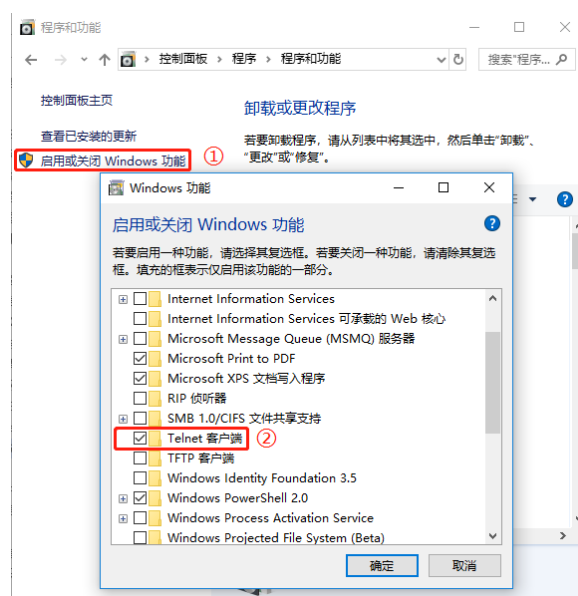 程序和功能
控制面板 › 程序 › 程序和功能
搜索"程序...
控制面板主页
卸载或更改程序
查看已安装的更新
若要卸载程序，请从列表中将其选中，然后单击"卸载"、
启用或关闭 Windows 功能
①
"更改"或"修复"。
Windows 功能
启用或关闭 Windows 功能
若要启用一种功能，请选择其复选框。若要关闭一种功能，请清除其复选
框。填充的框表示仅启用该功能的一部分。
Internet Information Services
Internet Information Services 可承载的 Web 核心
Microsoft Message Queue (MSMQ) 服务器
Microsoft Print to PDF
Microsoft XPS 文档写入程序
RIP 侦听器
SMB 1.0/CIFS 文件共享支持
Telnet 客户端 ②
TFTP 客户端
Windows Identity Foundation 3.5
Windows PowerShell 2.0
Windows Process Activation Service
Windows Projected File System (Beta)
确定 取消